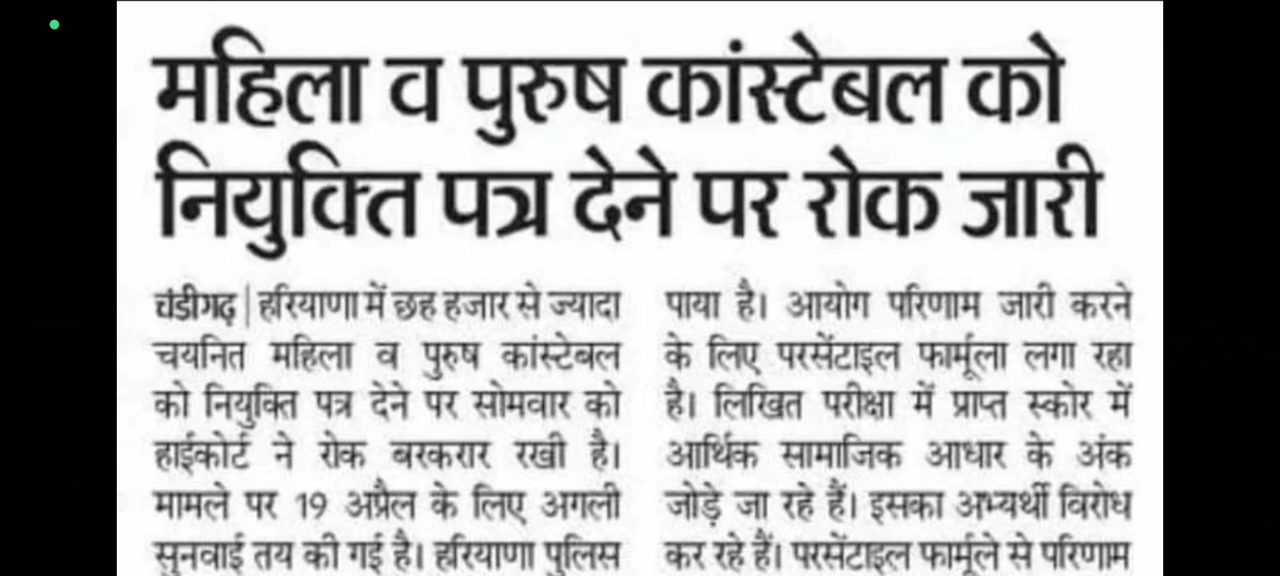 महिला व पुरुष कांस्टेबल को
नियुक्ति पत्र देने पर रोक जारी
चंडीगढ़ | हरियाणा में छह हजार से ज्यादा
चयनित महिला व पुरुष कांस्टेबल
को नियुक्ति पत्र देने पर सोमवार को
हाईकोर्ट ने रोक बरकरार रखी है।
मामले पर 19 अप्रैल के लिए अगली
सुनवाई तय की गई है। हरियाणा पुलिस
पाया है। आयोग परिणाम जारी करने
के लिए परसेंटाइल फार्मूला लगा रहा
है। लिखित परीक्षा में प्राप्त स्कोर में
आर्थिक सामाजिक आधार के अंक
जोड़े जा रहे हैं। इसका अभ्यर्थी विरोध
कर रहे हैं। परसेंटाइल फार्मूले से परिणाम